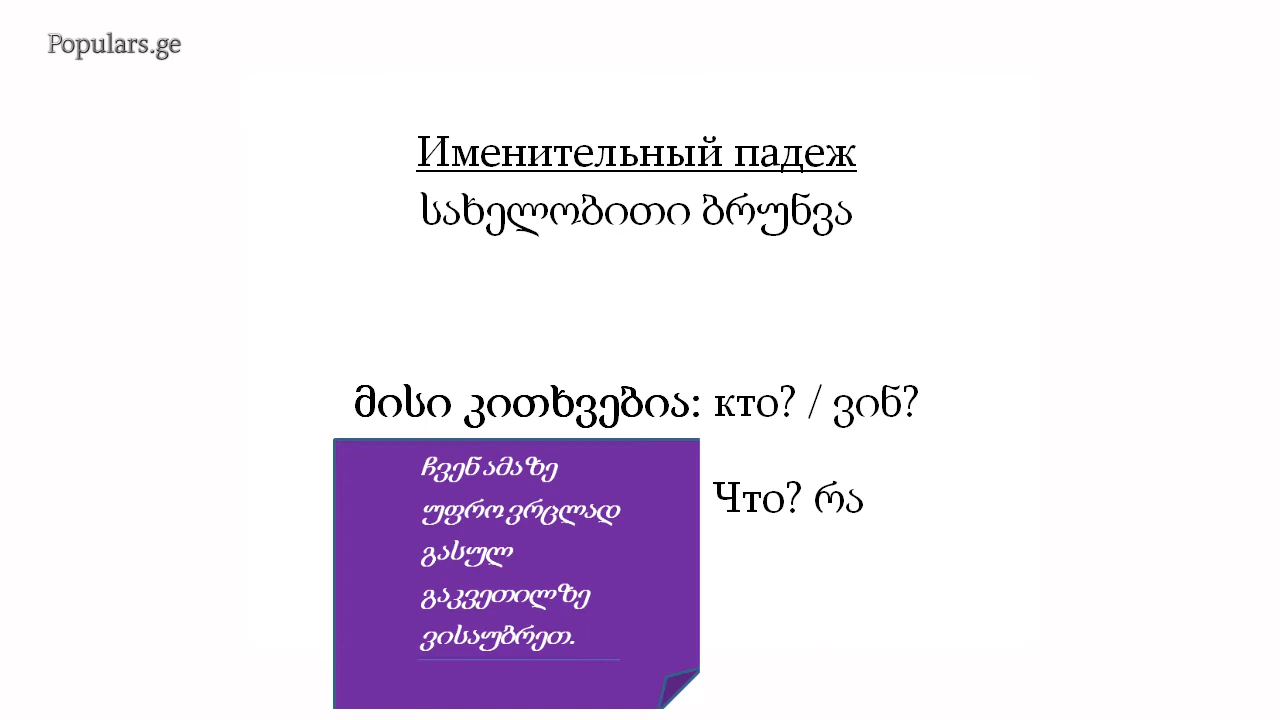 Populars.ge
Именительный падеж
სახელობითი ბრუნვა
მისი კითხვებია: кто? / ვინ?
Что? რა
ჩვენ ამაზე
უფრო ვრცლად
გასულ
გაკვეთილზე
ვისაუბრეთ.